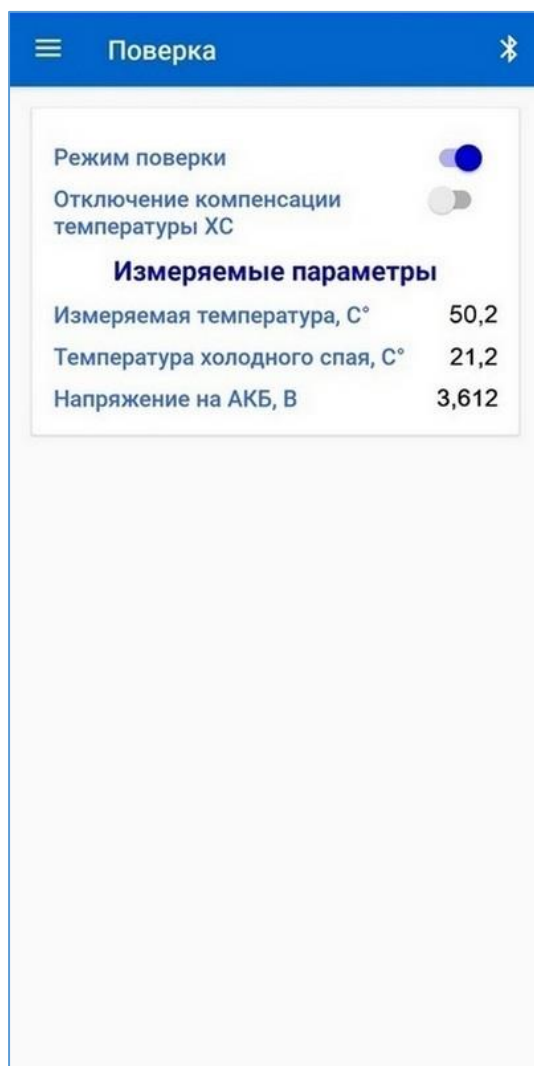 Поверка
Режим поверки
Отключение компенсации
температуры ХС
Измеряемые параметры
Измеряемая температура, С° 50,2
Температура холодного спая, С° 21,2
Напряжение на АКБ, В 3,612